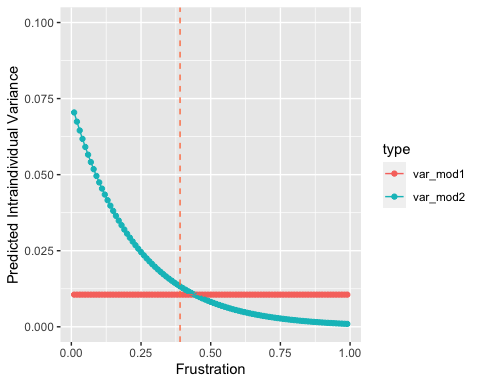 0.100
0.075
0.050
0.025
0.000
Predicted Intraindividual Variance
0.00 0.25 0.50 0.75 1.00
Frustration
type
var_mod1
var_mod2